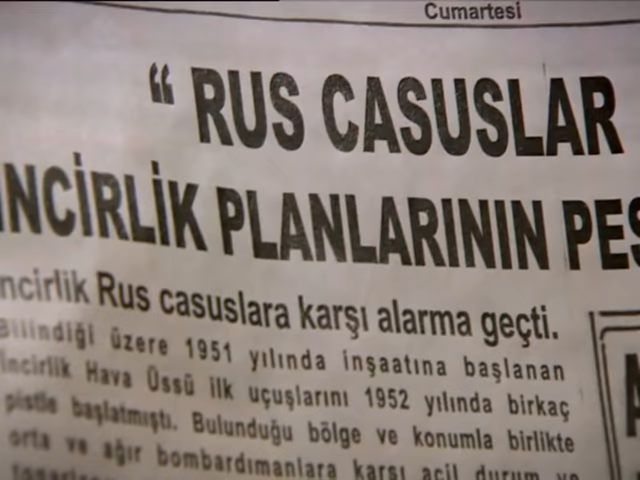 Cumartesi
“ RUS CASUSLAR
İNCİRLİK PLANLARININ PEŞ
ncirlik Rus casuslara karşı alarma geçti.
Bilindiği üzere 1951 yılında inşaatına başlanan
İncirlik Hava Üssü ilk uçuşlarını 1952 yılında birkaç
pistle başlatmıştı. Bulunduğu bölge ve konumla birlikte
orta ve ağır bombardımanlara karşı acil durum ve
A